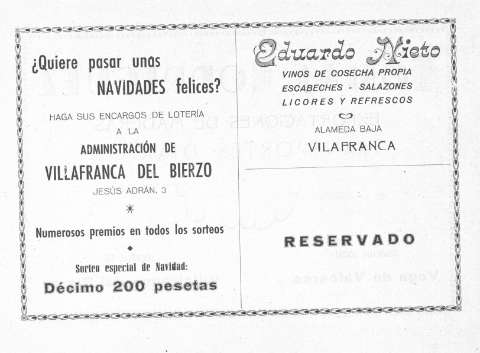 ¿Quiere pasar unas
NAVIDADES felices?
HAGA SUS ENCARGOS DE LOTERÍA
A LA
ADMINISTRACIÓN DE
VILLAFRANCA DEL BIERZO
JESÚS ADRÁN, 3
Numerosos premios en todos los sorteos
Sorteo especial de Navidad:
Décimo 200 pesetas
Eduardo Nieto
VINOS DE COSECHA PROPIA
ESCABECHES - SALAZONES
LICORES Y REFRESCOS
ALAMEDA BAJA
VILAFRANCA
RESERVADO